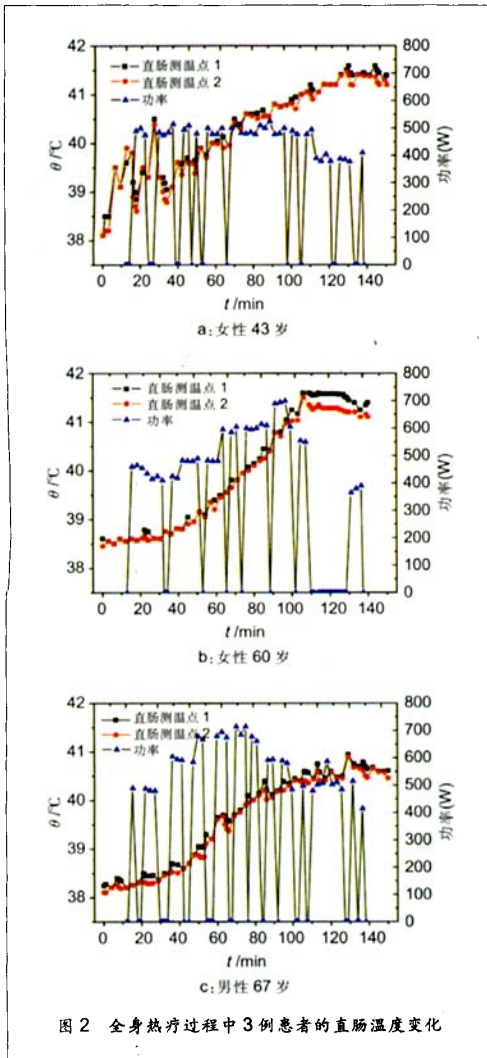 42
41
40
39
38
θ /℃
直肠测温点 1
直肠测温点 2
功率
800
700
600
500
400
300
200
100
0
功率(W)
0 20 40 60 80 100 120 140
t /min
a:女性 43 岁
42
41
40
39
38
θ /℃
直肠测温点 1
直肠测温点 2
功率
800
700
600
500
400
300
200
100
0
功率(W)
0 20 40 60 80 100 120 140
t /min
b:女性 60 岁
42
41
40
39
38
θ /℃
直肠测温点 1
直肠测温点 2
功率
800
700
600
500
400
300
200
100
0
功率(W)
0 20 40 60 80 100 120 140
t /min
c:男性 67 岁
图 2 全身热疗过程中 3 例患者的直肠温度变化